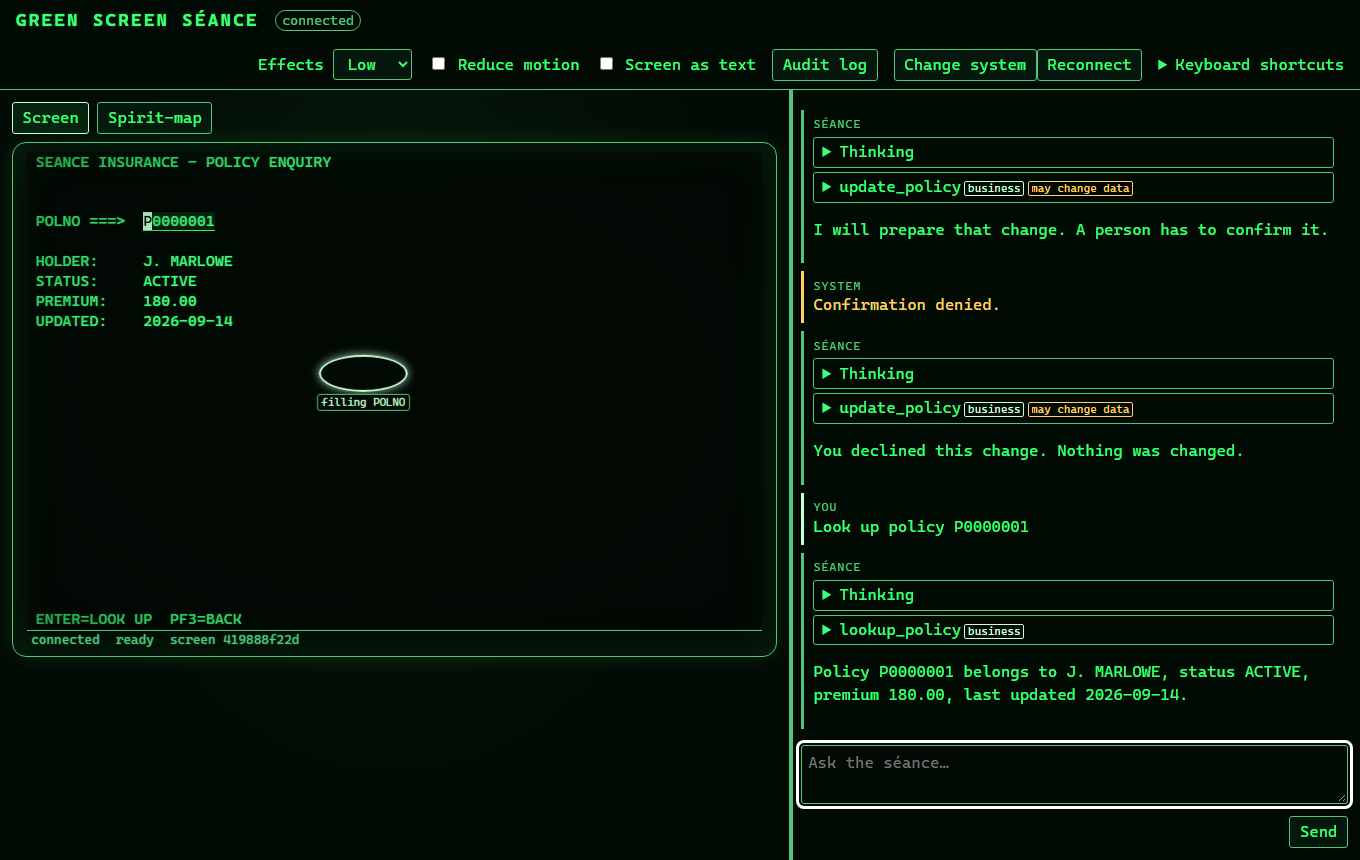 GREEN SCREEN SÉANCE connected
Effects Low Reduce motion Screen as text Audit log Change system Reconnect Keyboard shortcuts
Screen Spirit-map
SEANCE INSURANCE - POLICY ENQUIRY
POLNO ===> P0000001
HOLDER: J. MARLOWE
STATUS: ACTIVE
PREMIUM: 180.00
UPDATED: 2026-09-14
filling POLNO
ENTER=LOOK UP PF3=BACK
connected ready screen 419888f22d
SÉANCE
Thinking
update_policy business may change data
I will prepare that change. A person has to confirm it.
SYSTEM
Confirmation denied.
SÉANCE
Thinking
update_policy business may change data
You declined this change. Nothing was changed.
YOU
Look up policy P0000001
SÉANCE
Thinking
lookup_policy business
Policy P0000001 belongs to J. MARLOWE, status ACTIVE,
premium 180.00, last updated 2026-09-14.
Ask the séance…
Send